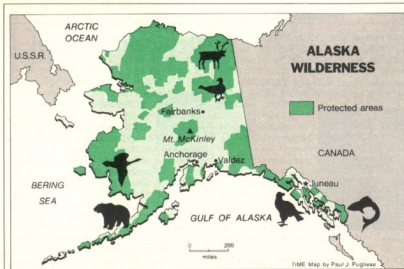 ARCTIC
OCEAN
U.S.S.R.
ALASKA
WILDERNESS
Protected areas
Fairbanks
Mt. McKinley
Anchorage
Valdez
CANADA
Juneau
BERING
SEA
GULF OF ALASKA
0 200
miles
TIME Map by Paul J. Pugliese